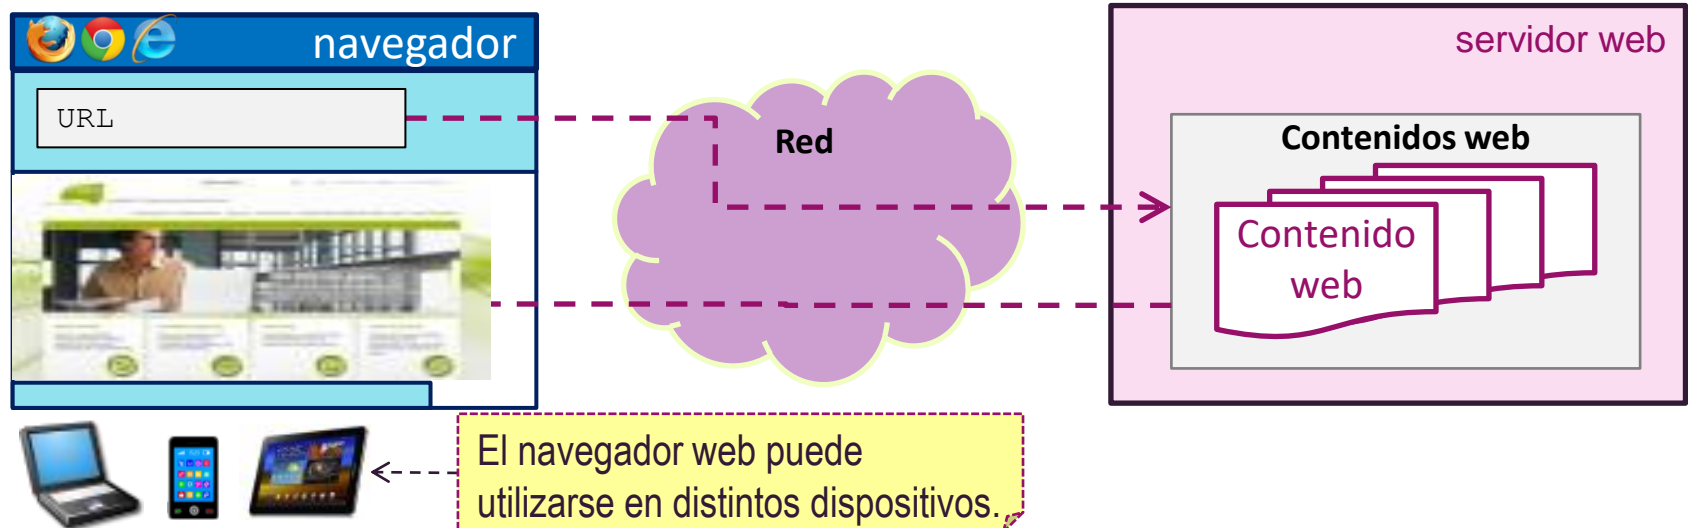 navegador
servidor web
URL
Red
Contenidos web
Contenido
web
El navegador web puede
utilizarse en distintos dispositivos.